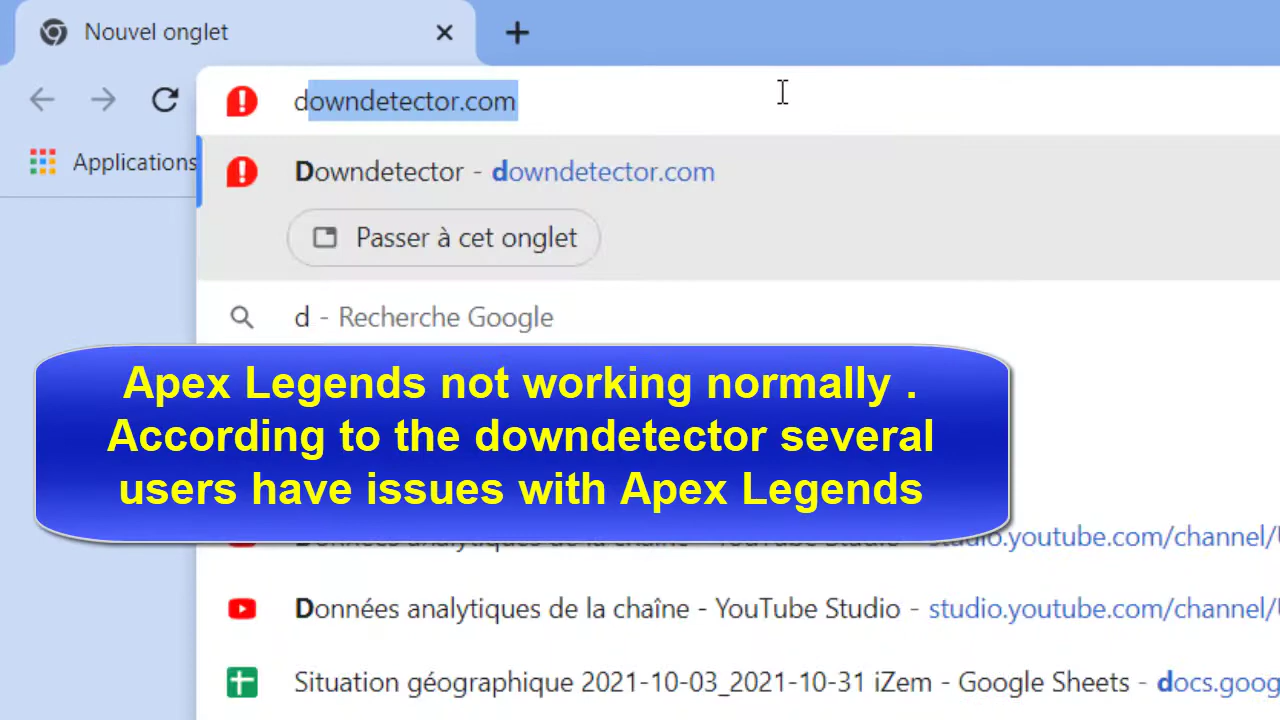 Nouvel onglet
downdetector.com
Applications
Downdetector - downdetector.com
Passer à cet onglet
d - Recherche Google
Apex Legends not working normally .
According to the downdetector several
users have issues with Apex Legends
Données analytiques de la chaîne - YouTube Studio - studio.youtube.com/channel/U
Données analytiques de la chaîne - YouTube Studio - studio.youtube.com/channel/U
Situation géographique 2021-10-03_2021-10-31 iZem - Google Sheets - docs.goog